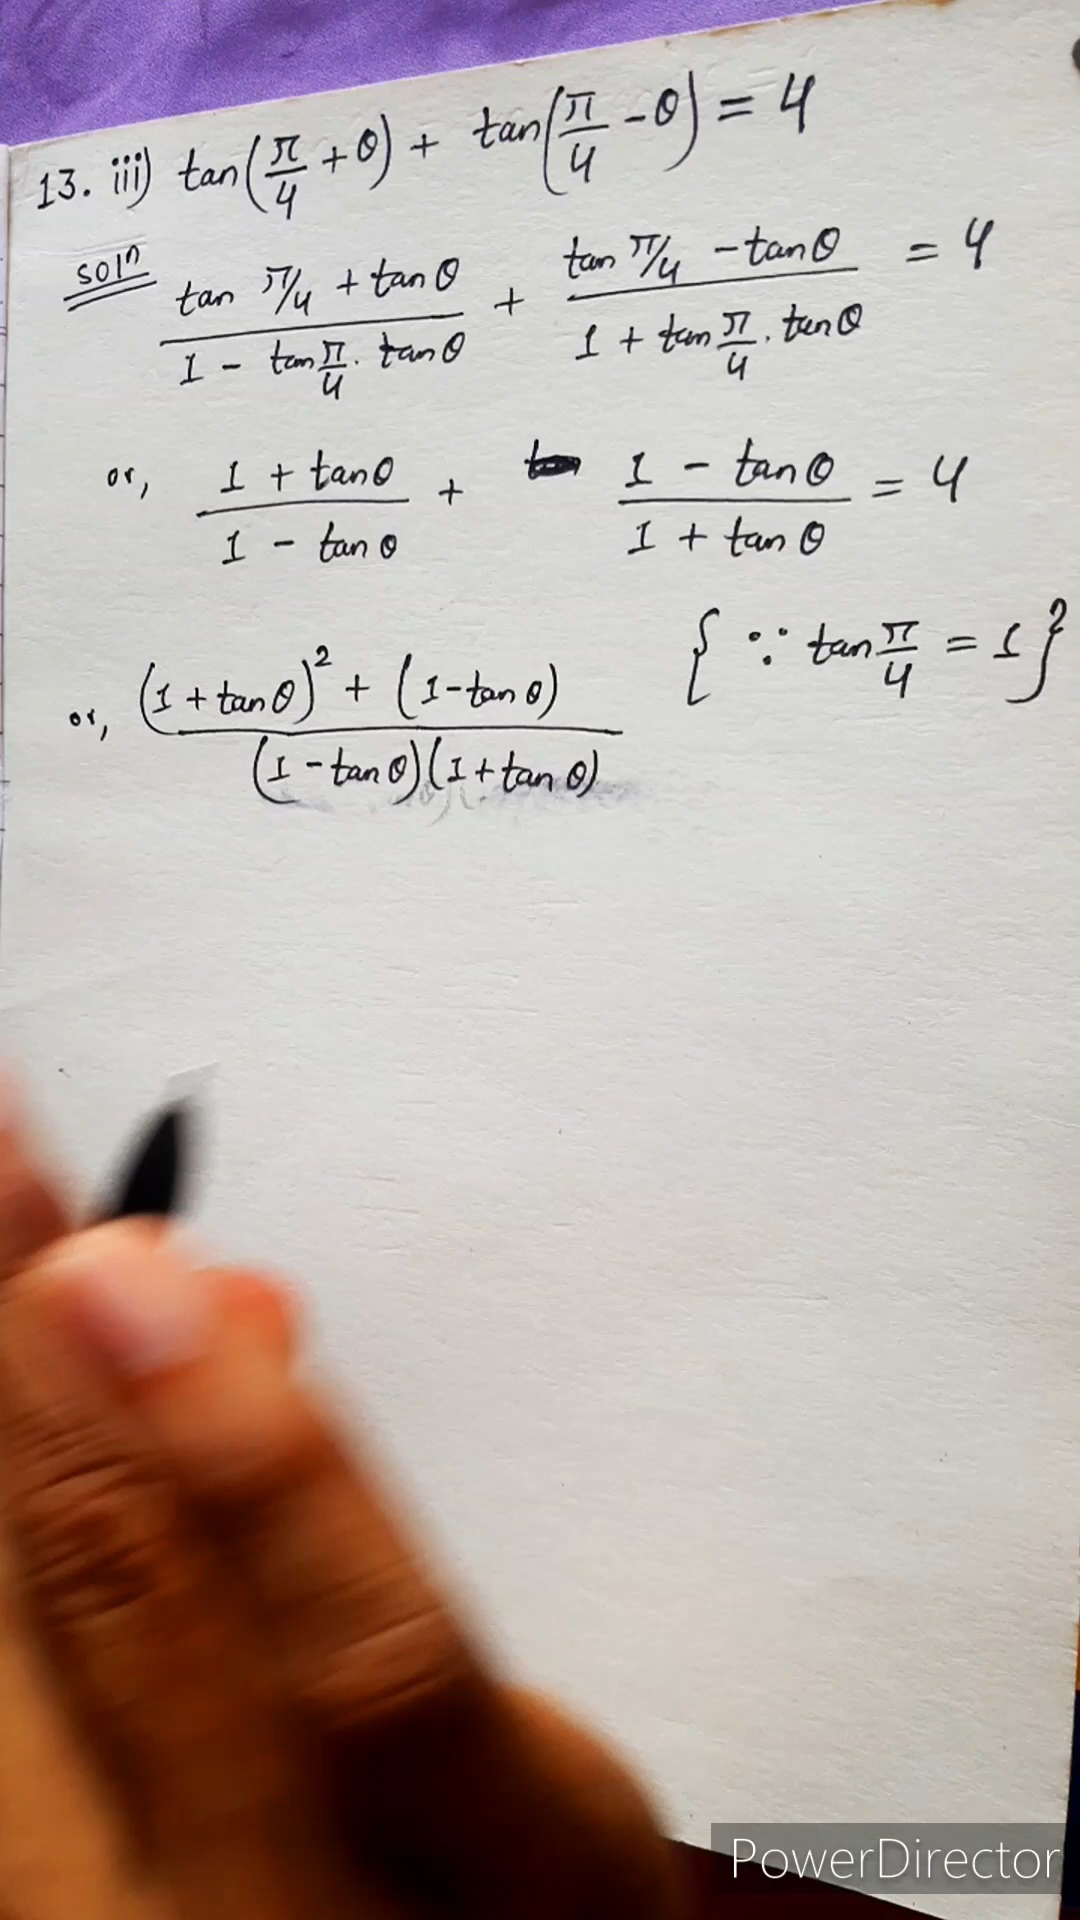 13. iii) tan(π/4 + θ) + tan(π/4 - θ) = 4
soln
(tan π/4 + tan θ)/(1 - tan π/4 . tan θ) + (tan π/4 - tan θ)/(1 + tan π/4 . tan θ) = 4
or, (1 + tan θ)/(1 - tan θ) + (1 - tan θ)/(1 + tan θ) = 4
{∵ tan π/4 = 1}
or, ((1 + tan θ)² + (1 - tan θ))/((1 - tan θ)(1 + tan θ))
PowerDirector